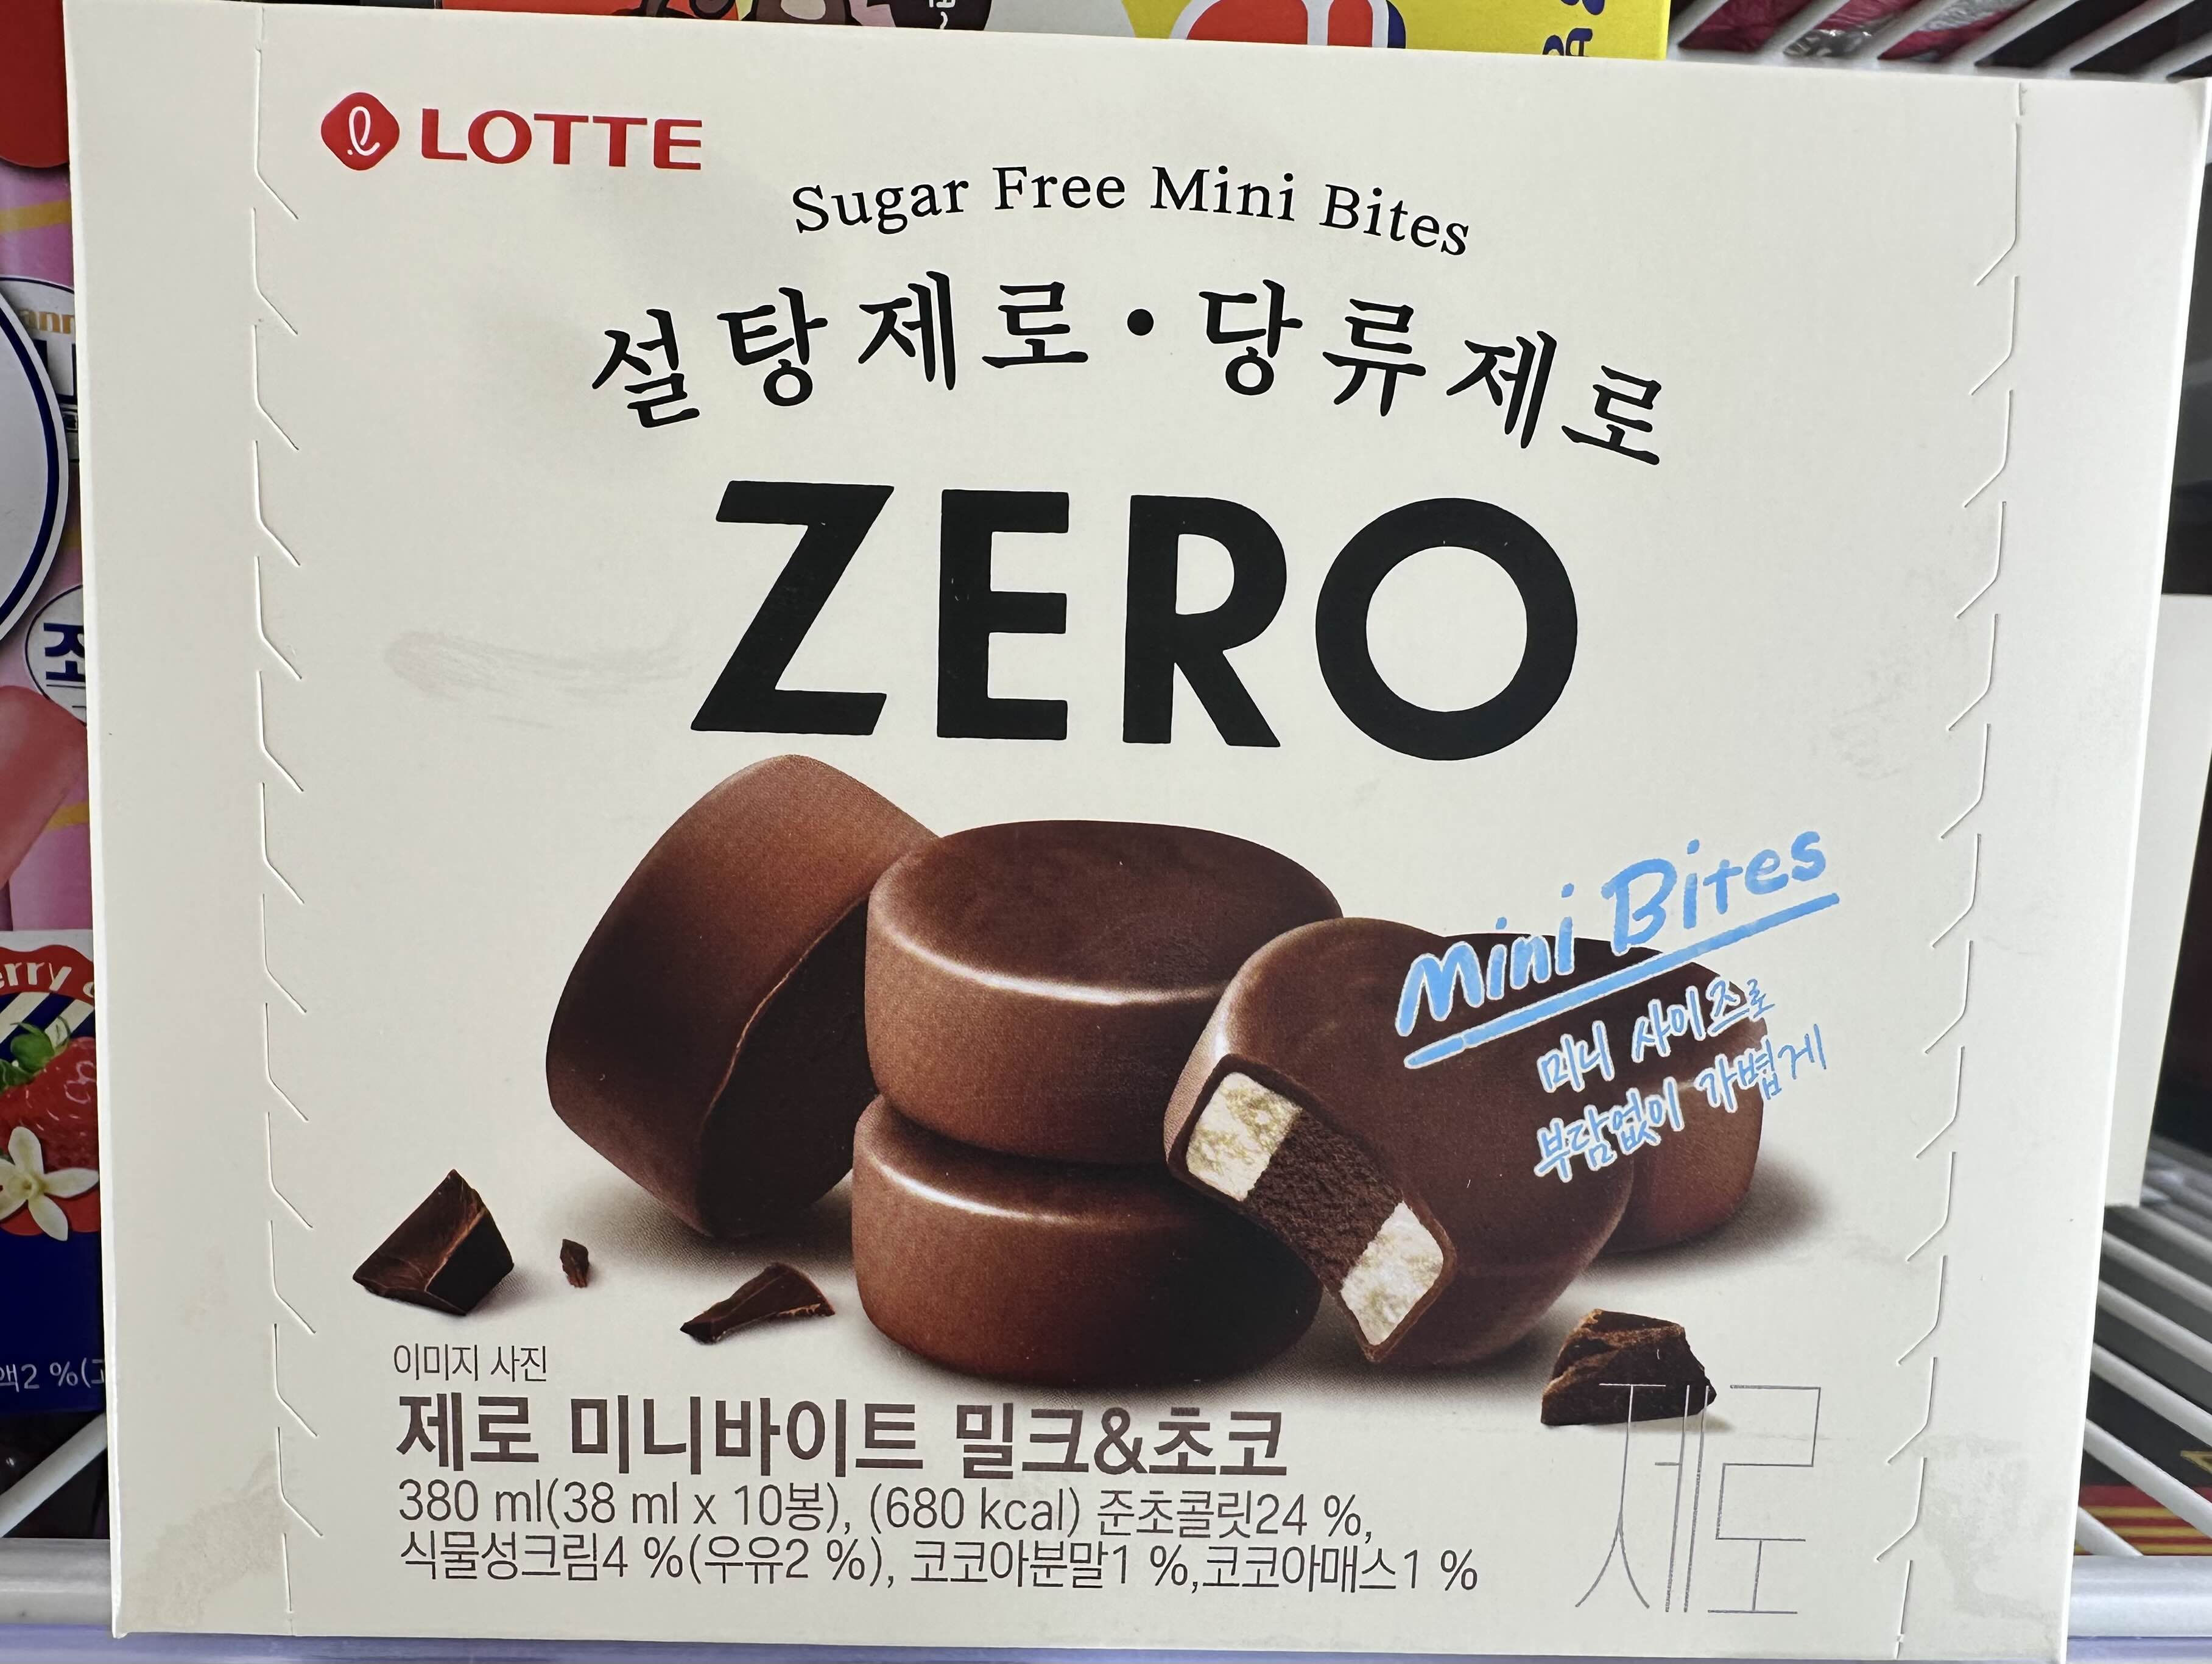 LOTTE
Sugar Free Mini Bites
설탕제로·당류제로
ZERO
Mini Bites
미니 사이즈로
부담없이 가볍게
이미지 사진
제로 미니바이트 밀크&초코
380 ml(38 ml x 10봉), (680 kcal) 준초콜릿24 %,
식물성크림4 %(우유2 %), 코코아분말1 %,코코아매스1 %
제로